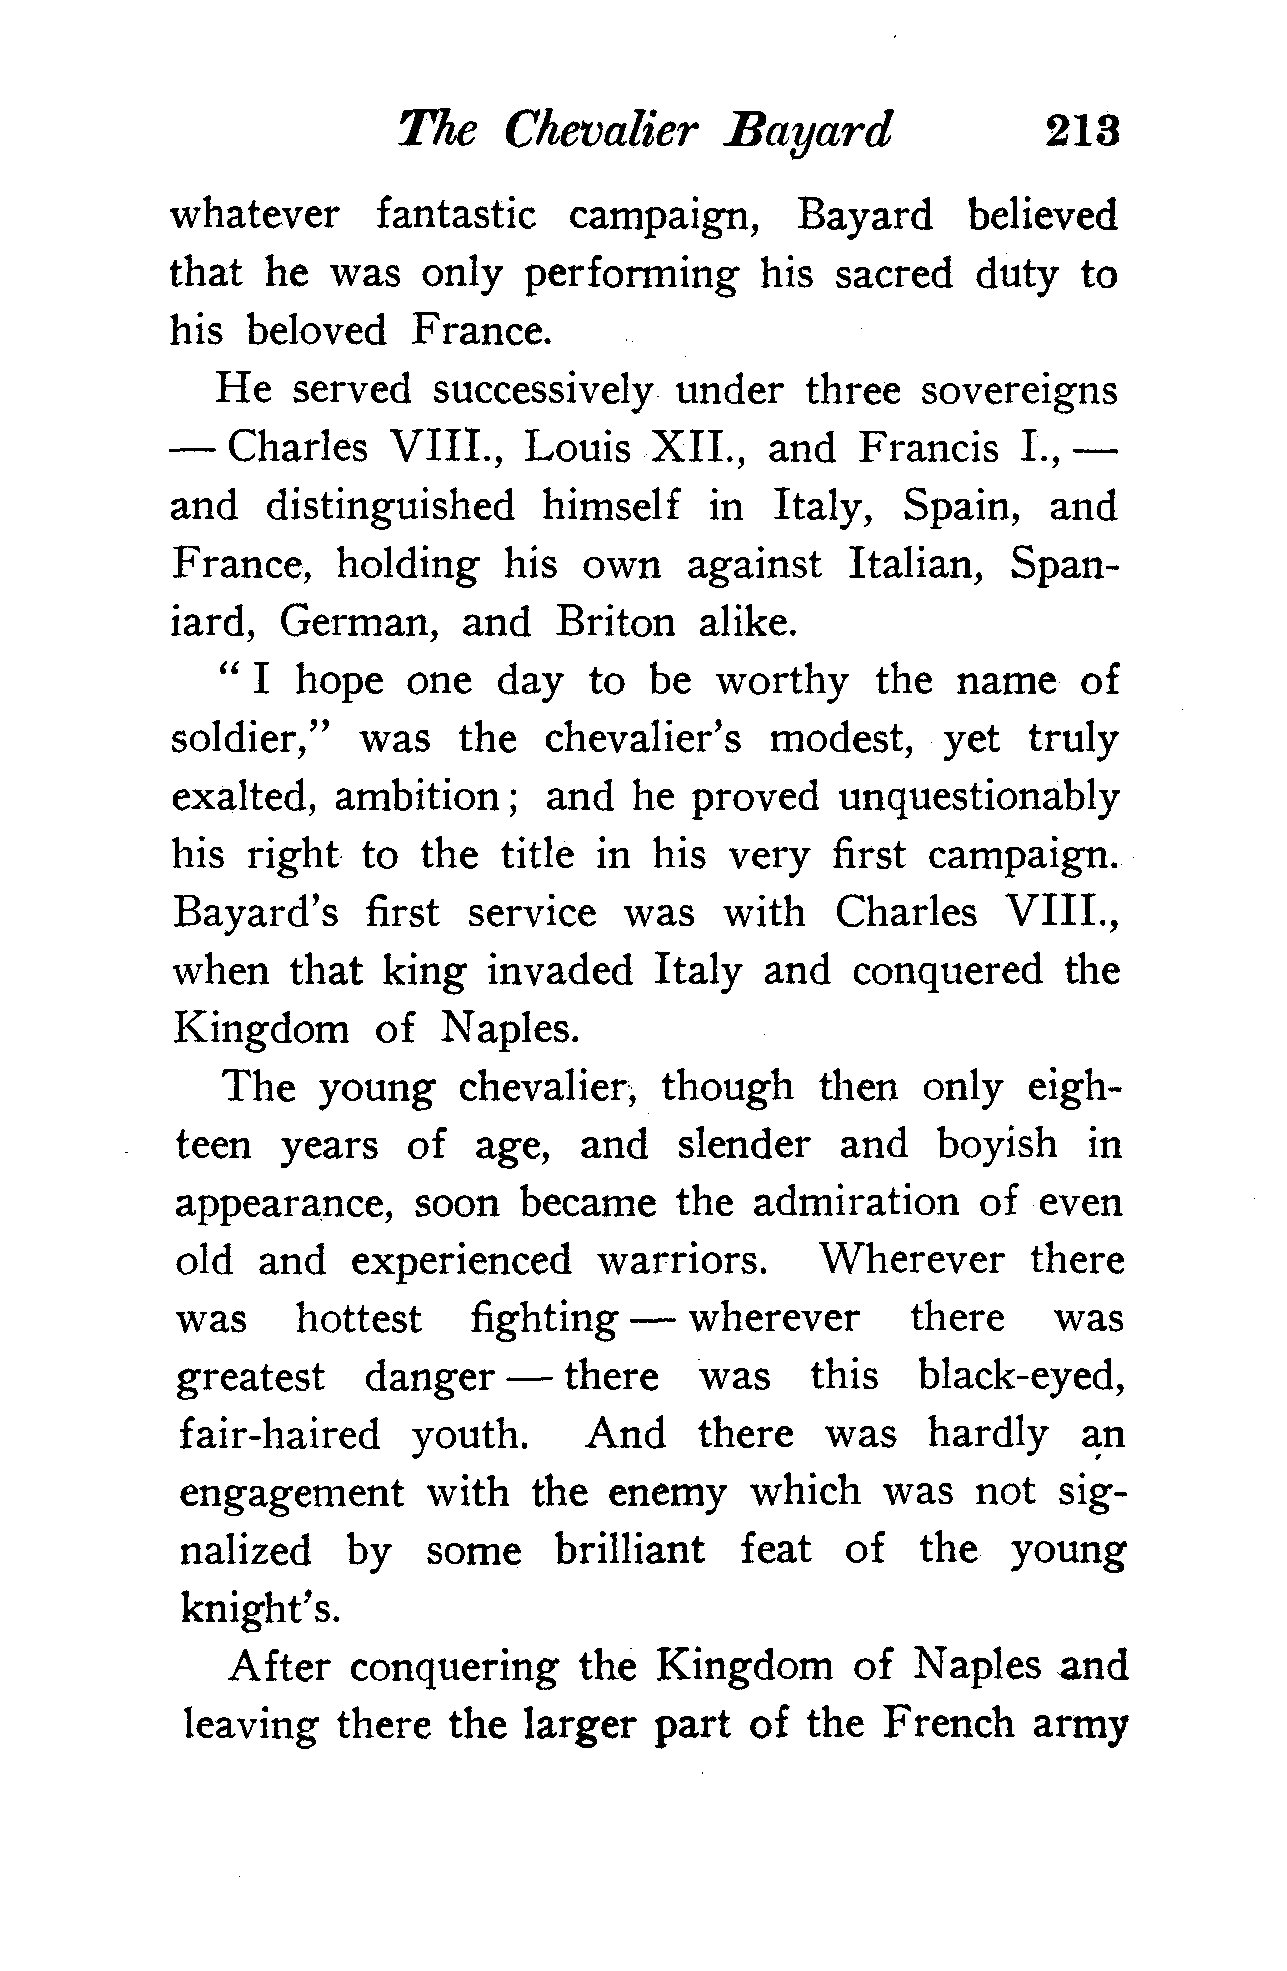 The Chevalier Bayard 213
whatever fantastic campaign, Bayard believed
that he was only performing his sacred duty to
his beloved France.
He served successively under three sovereigns
— Charles VIII., Louis XII., and Francis I., —
and distinguished himself in Italy, Spain, and
France, holding his own against Italian, Span-
iard, German, and Briton alike.
" I hope one day to be worthy the name of
soldier," was the chevalier's modest, yet truly
exalted, ambition ; and he proved unquestionably
his right to the title in his very first campaign.
Bayard's first service was with Charles VIII.,
when that king invaded Italy and conquered the
Kingdom of Naples.
The young chevalier, though then only eigh-
teen years of age, and slender and boyish in
appearance, soon became the admiration of even
old and experienced warriors. Wherever there
was hottest fighting — wherever there was
greatest danger — there was this black-eyed,
fair-haired youth. And there was hardly an
engagement with the enemy which was not sig-
nalized by some brilliant feat of the young
knight's.
After conquering the Kingdom of Naples and
leaving there the larger part of the French army